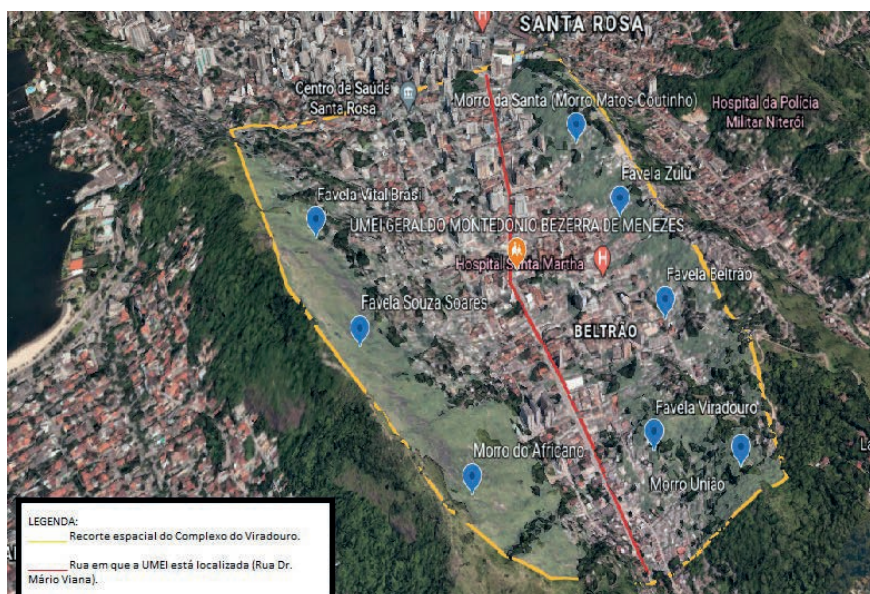 SANTA ROSA
Centro de Saúde
Santa Rosa
Morro da Santa (Morro Matos Coutinho)
Hospital da Polícia
Militar Niterói
Favela Zulu
Favela Vital Brasil
UMEI GERALDO MONTEDÔNIO BEZERRA DE MENEZES
Hospital Santa Martha
Favela Beltrão
Favela Souza Soares
BELTRÃO
Favela Viradouro
Morro do Africano
Morro União
LEGENDA:
Recorte espacial do Complexo do Viradouro.
Rua em que a UMEI está localizada (Rua Dr.
Mário Viana).